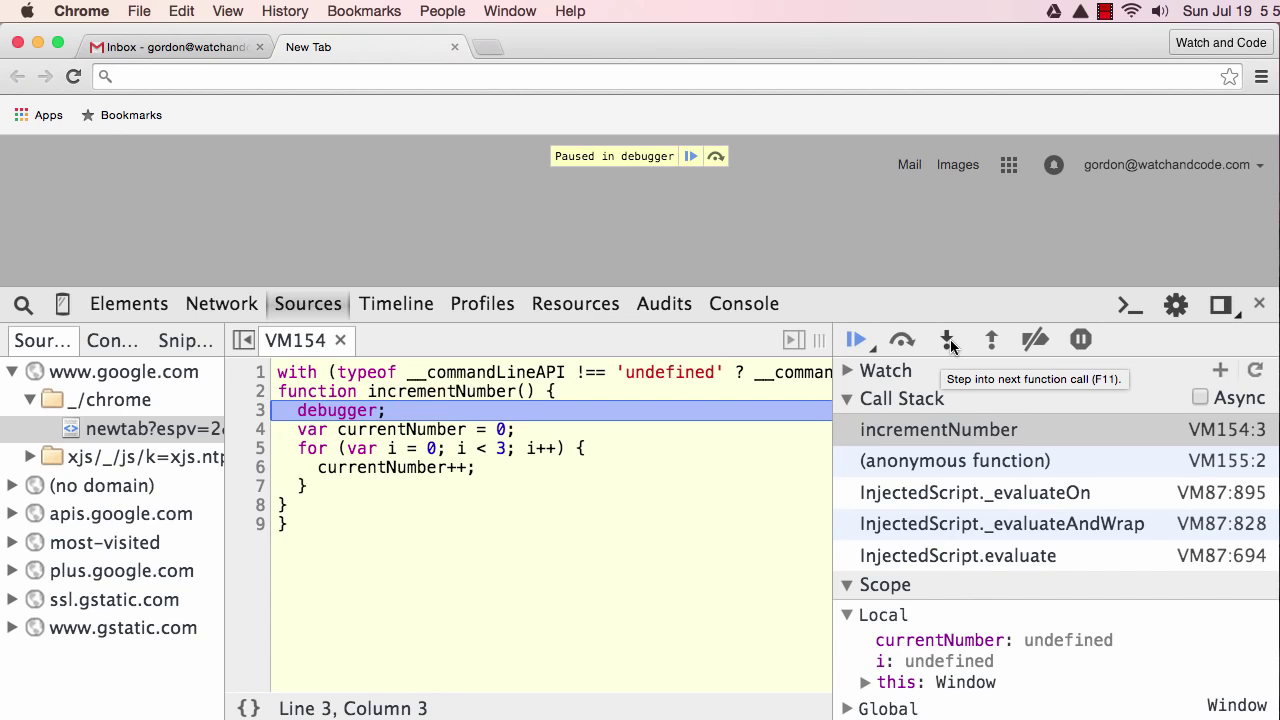 Chrome File Edit View History Bookmarks People Window Help Sun Jul 19 5 5
Inbox - gordon@watchand New Tab Watch and Code
Apps Bookmarks
Paused in debugger
Mail Images gordon@watchandcode.com
Elements Network Sources Timeline Profiles Resources Audits Console
Sour... Con... Snip... VM154
www.google.com
_/chrome
newtab?espv=2
xjs/_/js/k=xjs.ntp
(no domain)
apis.google.com
most-visited
plus.google.com
ssl.gstatic.com
www.gstatic.com
1 with (typeof __commandLineAPI !== 'undefined' ? __comman
2 function incrementNumber() {
3 debugger;
4 var currentNumber = 0;
5 for (var i = 0; i < 3; i++) {
6 currentNumber++;
7 }
8 }
9 }
{} Line 3, Column 3
Watch
Step into next function call (F11).
Call Stack Async
incrementNumber VM154:3
(anonymous function) VM155:2
InjectedScript._evaluateOn VM87:895
InjectedScript._evaluateAndWrap VM87:828
InjectedScript.evaluate VM87:694
Scope
Local
currentNumber: undefined
i: undefined
this: Window
Global Window